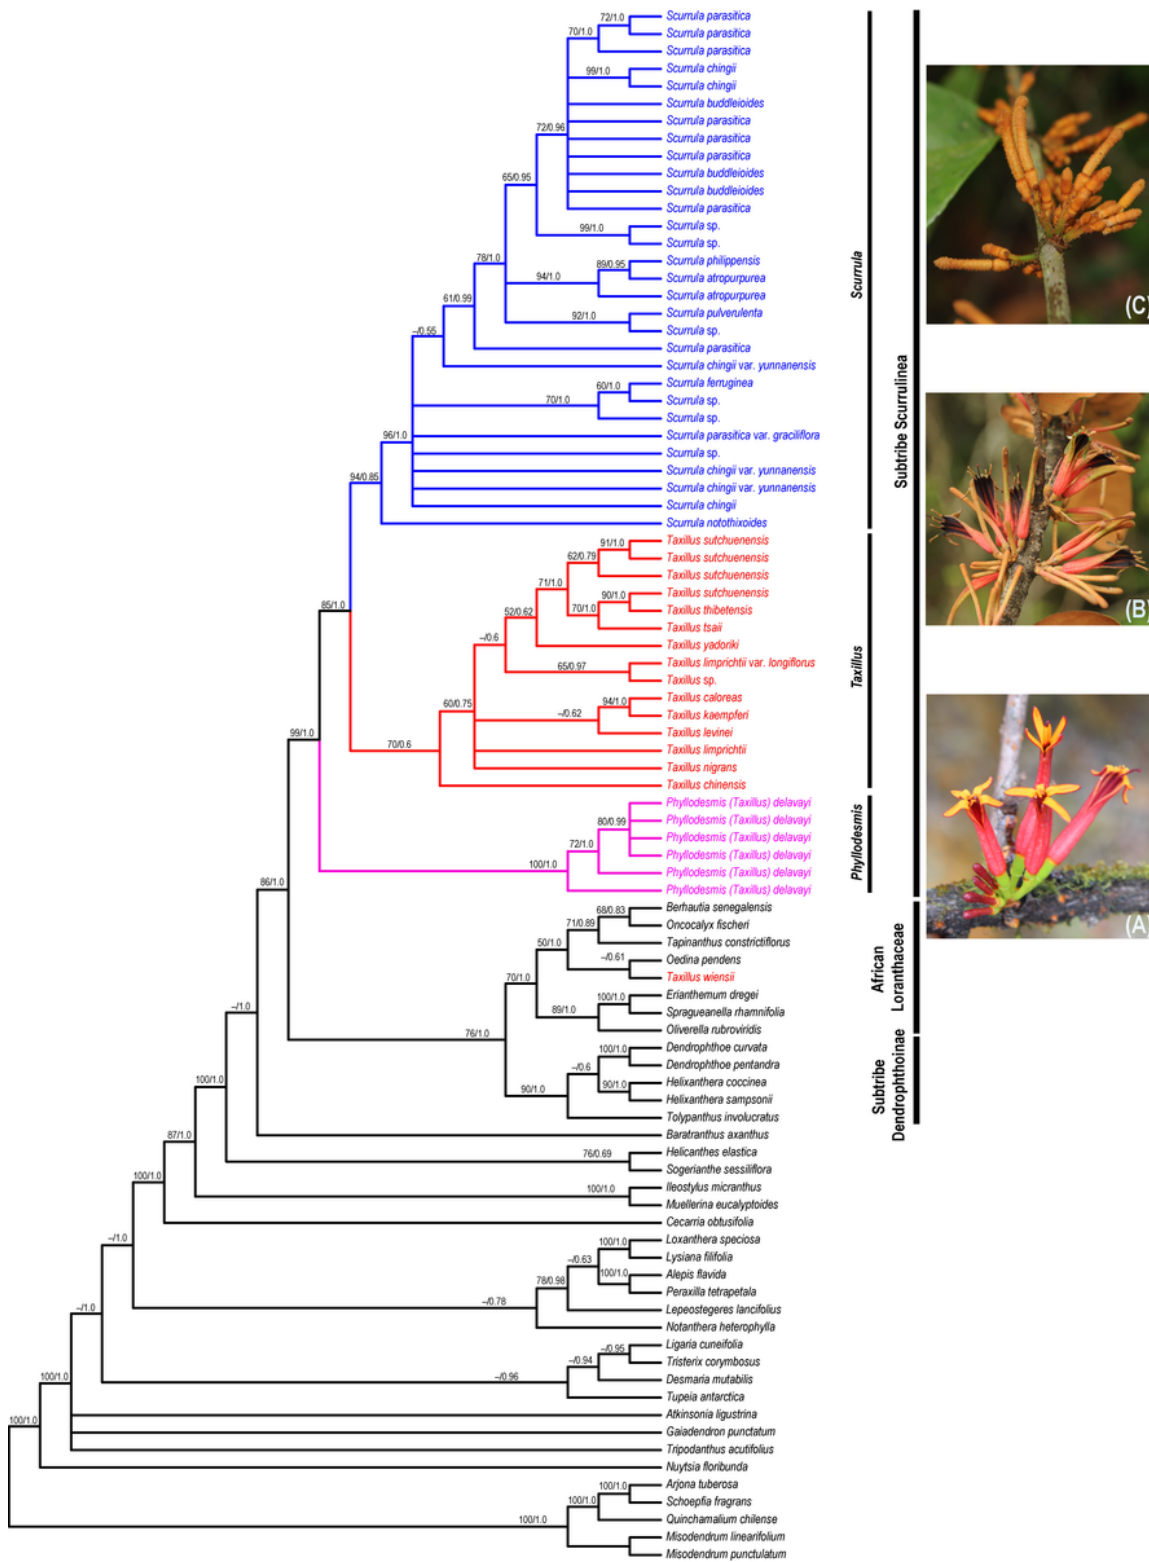 72/1.0
Scurrula parasitica
70/1.0
Scurrula parasitica
Scurrula parasitica
99/1.0
Scurrula chingii
Scurrula chingii
Scurrula buddleioides
Scurrula parasitica
72/0.96
Scurrula parasitica
Scurrula parasitica
65/0.95
Scurrula buddleioides
Scurrula buddleioides
Scurrula parasitica
99/1.0
Scurrula sp.
Scurrula sp.
78/1.0
89/0.95
Scurrula philippensis
94/1.0
Scurrula atropurpurea
Scurrula atropurpurea
61/0.99
92/1.0
Scurrula pulverulenta
–/0.55
Scurrula sp.
Scurrula parasitica
Scurrula chingii var. yunnanensis
60/1.0
Scurrula ferruginea
70/1.0
Scurrula sp.
Scurrula sp.
96/1.0
Scurrula parasitica var. graciliflora
Scurrula sp.
94/0.85
Scurrula chingii var. yunnanensis
Scurrula chingii var. yunnanensis
Scurrula chingii
Scurrula notothixoides
91/1.0
Taxillus sutchuenensis
62/0.79
Taxillus sutchuenensis
Taxillus sutchuenensis
71/1.0
90/1.0
Taxillus sutchuenensis
85/1.0
52/0.62
70/1.0
Taxillus thibetensis
Taxillus tsaii
–/0.6
Taxillus yadoriki
65/0.97
Taxillus limprichtii var. longiflorus
Taxillus sp.
60/0.75
94/1.0
Taxillus caloreas
–/0.62
Taxillus kaempferi
Taxillus levinei
99/1.0
70/0.6
Taxillus limprichtii
Taxillus nigrans
Taxillus chinensis
Phyllodesmis (Taxillus) delavayi
80/0.99
Phyllodesmis (Taxillus) delavayi
Phyllodesmis (Taxillus) delavayi
72/1.0
Phyllodesmis (Taxillus) delavayi
100/1.0
Phyllodesmis (Taxillus) delavayi
86/1.0
Phyllodesmis (Taxillus) delavayi
68/0.83
Berhautia senegalensis
71/0.89
Oncocalyx fischeri
50/1.0
Tapinanthus constrictiflorus
–/0.61
Oedina pendens
70/1.0
Taxillus wiensii
100/1.0
Erianthemum dregei
–/1.0
89/1.0
Spragueanella rhamnifolia
76/1.0
Oliverella rubroviridis
100/1.0
Dendrophthoe curvata
–/0.6
Dendrophthoe pentandra
100/1.0
90/1.0
90/1.0
Helixanthera coccinea
Helixanthera sampsonii
Tolypanthus involucratus
87/1.0
Baratranthus axanthus
76/0.69
Helicanthes elastica
100/1.0
Sogerianthe sessiliflora
100/1.0
Ileostylus micranthus
Muellerina eucalyptoides
Cecarria obtusifolia
–/1.0
100/1.0
Loxanthera speciosa
–/0.63
Lysiana filifolia
100/1.0
Alepis flavida
78/0.98
Peraxilla tetrapetala
–/1.0
–/0.78
Lepeostegeres lancifolius
Notanthera heterophylla
–/0.95
Ligaria cuneifolia
–/0.94
Tristerix corymbosus
100/1.0
–/0.96
Desmaria mutabilis
Tupeia antarctica
100/1.0
Atkinsonia ligustrina
Gaiadendron punctatum
Tripodanthus acutifolius
Nuytsia floribunda
100/1.0
Arjona tuberosa
100/1.0
Schoepfia fragrans
100/1.0
Quinchamalium chilense
Misodendrum linearifolium
Misodendrum punctulatum
Scurrula
Taxillus
Phyllodesmis
Subtribe Scurrulinea
African
Loranthaceae
Subtribe
Dendrophthoinae
(C)
(B)
(A)